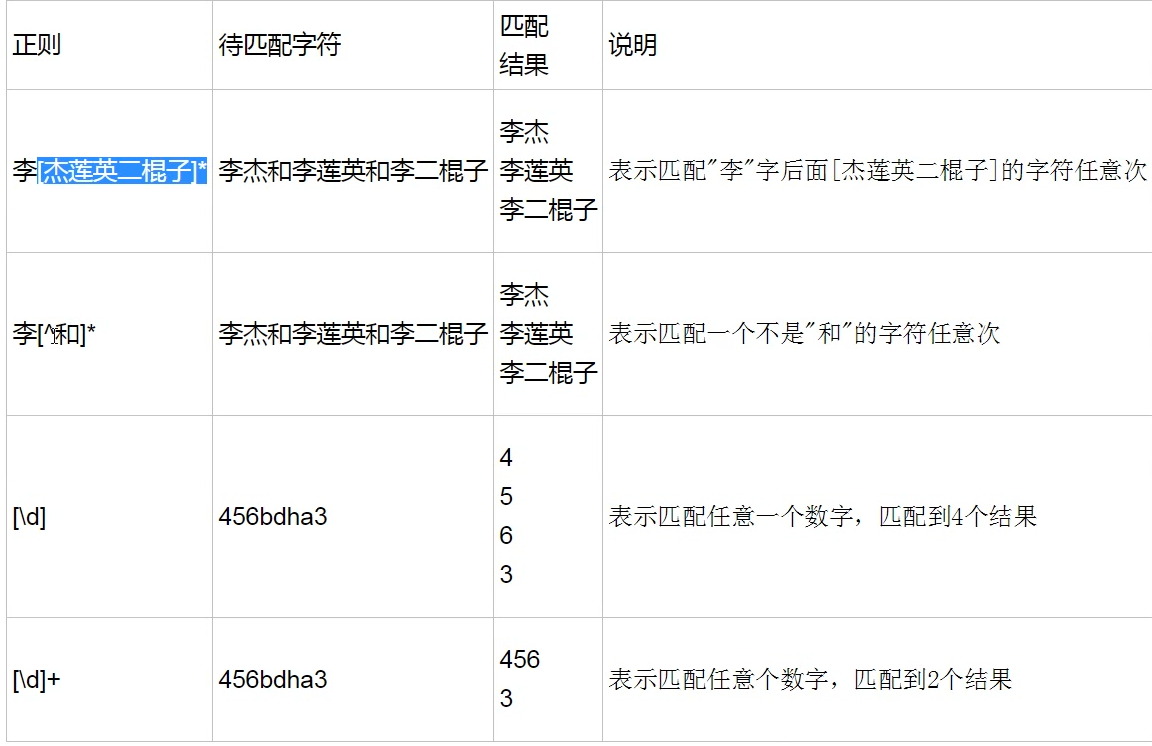 正则 待匹配字符 匹配 说明
结果
李[杰莲英二棍子]* 李杰和李莲英和李二棍子 李杰 表示匹配"李"字后面[杰莲英二棍子]的字符任意次
李莲英
李二棍子
李[^和]* 李杰和李莲英和李二棍子 李杰 表示匹配一个不是"和"的字符任意次
李莲英
李二棍子
[\d] 456bdha3 4 表示匹配任意一个数字，匹配到4个结果
5
6
3
[\d]+ 456bdha3 456 表示匹配任意个数字，匹配到2个结果
3